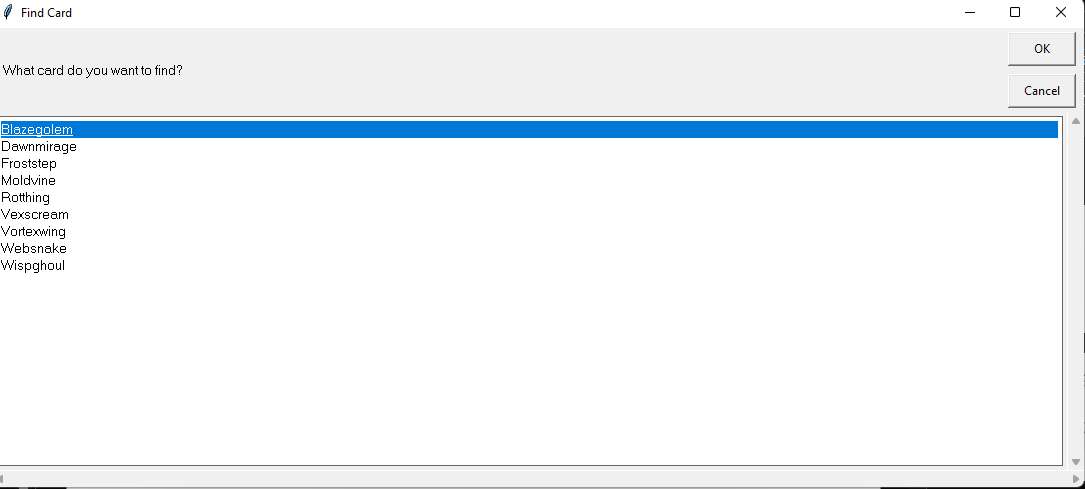 Find Card
What card do you want to find?
OK
Cancel
Blazegolem
Dawnmirage
Froststep
Moldvine
Rotthing
Vexscream
Vortexwing
Websnake
Wispghoul